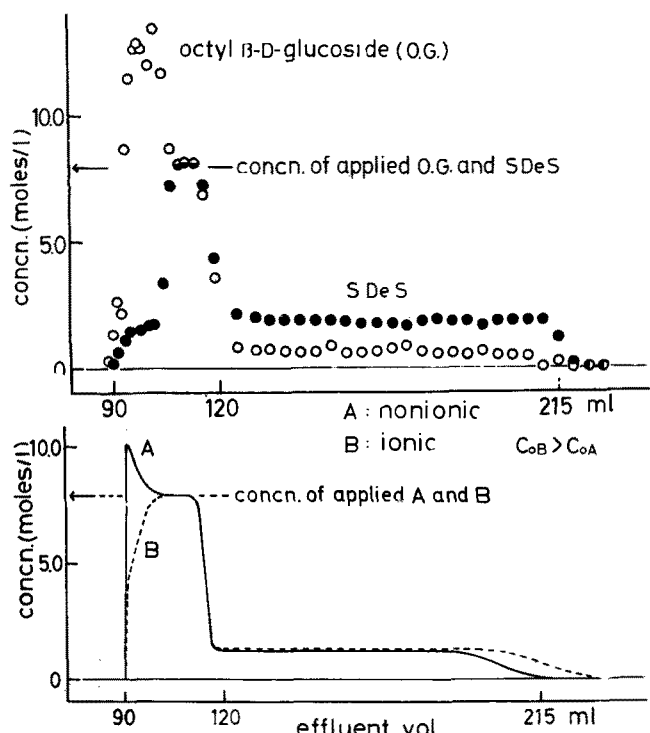 octyl B-D-glucoside (O.G.)
10.0
concn. of applied O.G. and SDeS
concn. (moles/l)
5.0
SDeS
0
90
120
215 ml
A : nonionic
B : ionic
CoB > CoA
10.0
A
concn. of applied A and B
concn. (moles/l)
B
5.0
0
90
120
215 ml
effluent vol.